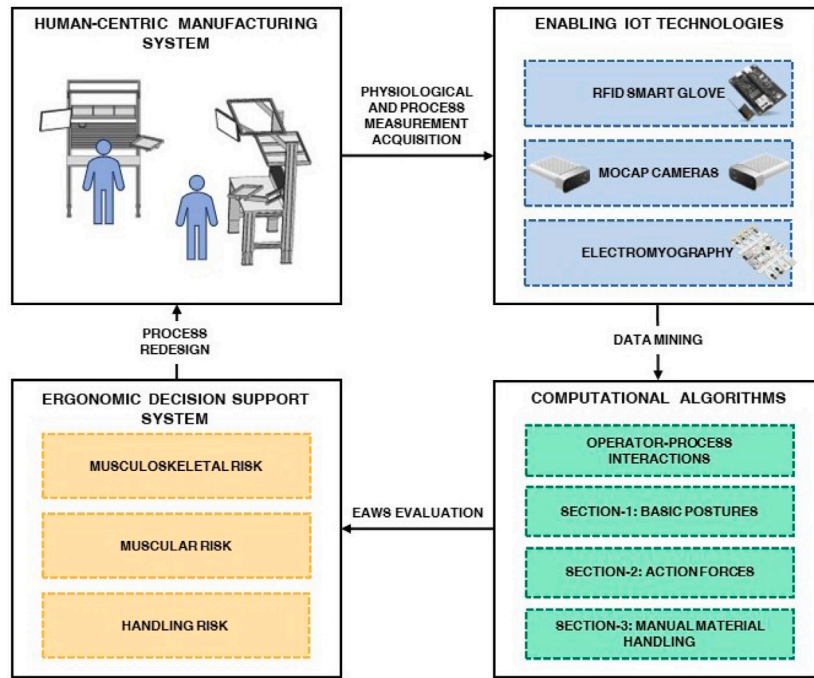 HUMAN-CENTRIC MANUFACTURING
SYSTEM
PHYSIOLOGICAL
AND PROCESS
MEASUREMENT
ACQUISITION
ENABLING IOT TECHNOLOGIES
RFID SMART GLOVE
MOCAP CAMERAS
ELECTROMYOGRAPHY
DATA MINING
COMPUTATIONAL ALGORITHMS
OPERATOR-PROCESS
INTERACTIONS
SECTION-1: BASIC POSTURES
SECTION-2: ACTION FORCES
SECTION-3: MANUAL MATERIAL
HANDLING
EAWS EVALUATION
ERGONOMIC DECISION SUPPORT
SYSTEM
MUSCULOSKELETAL RISK
MUSCULAR RISK
HANDLING RISK
PROCESS
REDESIGN